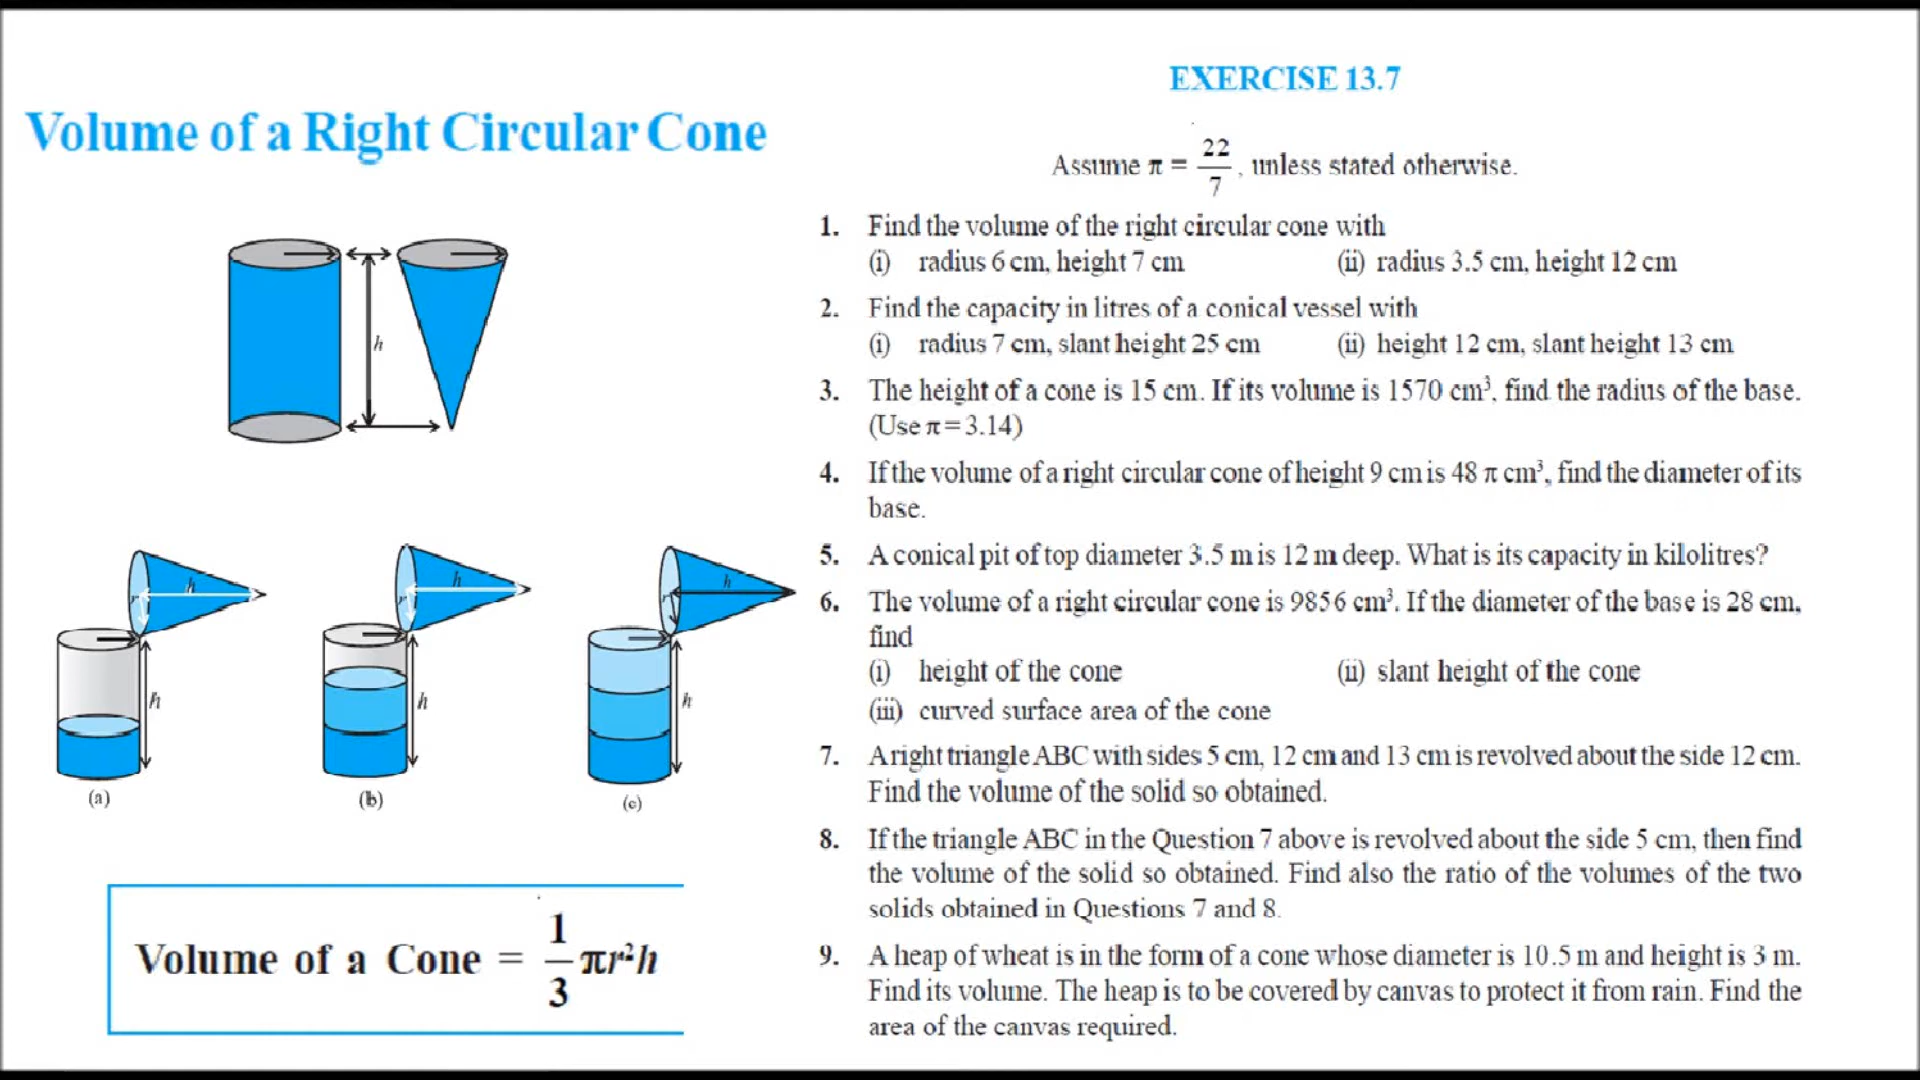 Volume of a Right Circular Cone
h
h
r
h
(a)
h
r
h
(b)
h
r
h
(c)
Volume of a Cone = 1/3 πr²h
EXERCISE 13.7
Assume π = 22/7, unless stated otherwise.
1. Find the volume of the right circular cone with
(i) radius 6 cm, height 7 cm (ii) radius 3.5 cm, height 12 cm
2. Find the capacity in litres of a conical vessel with
(i) radius 7 cm, slant height 25 cm (ii) height 12 cm, slant height 13 cm
3. The height of a cone is 15 cm. If its volume is 1570 cm³, find the radius of the base.
(Use π = 3.14)
4. If the volume of a right circular cone of height 9 cm is 48 π cm³, find the diameter of its
base.
5. A conical pit of top diameter 3.5 m is 12 m deep. What is its capacity in kilolitres?
6. The volume of a right circular cone is 9856 cm³. If the diameter of the base is 28 cm,
find
(i) height of the cone (ii) slant height of the cone
(iii) curved surface area of the cone
7. A right triangle ABC with sides 5 cm, 12 cm and 13 cm is revolved about the side 12 cm.
Find the volume of the solid so obtained.
8. If the triangle ABC in the Question 7 above is revolved about the side 5 cm, then find
the volume of the solid so obtained. Find also the ratio of the volumes of the two
solids obtained in Questions 7 and 8.
9. A heap of wheat is in the form of a cone whose diameter is 10.5 m and height is 3 m.
Find its volume. The heap is to be covered by canvas to protect it from rain. Find the
area of the canvas required.